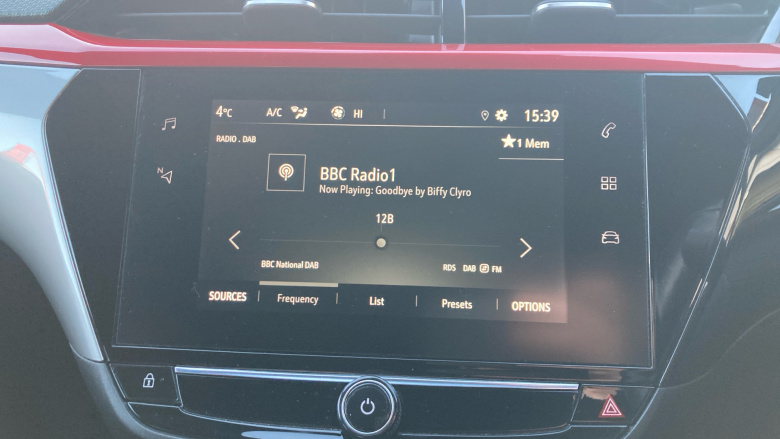 4°C A/C HI 15:39
RADIO . DAB
1 Mem
BBC Radio1
Now Playing: Goodbye by Biffy Clyro
12B
N
BBC National DAB RDS DAB FM
SOURCES Frequency List Presets OPTIONS